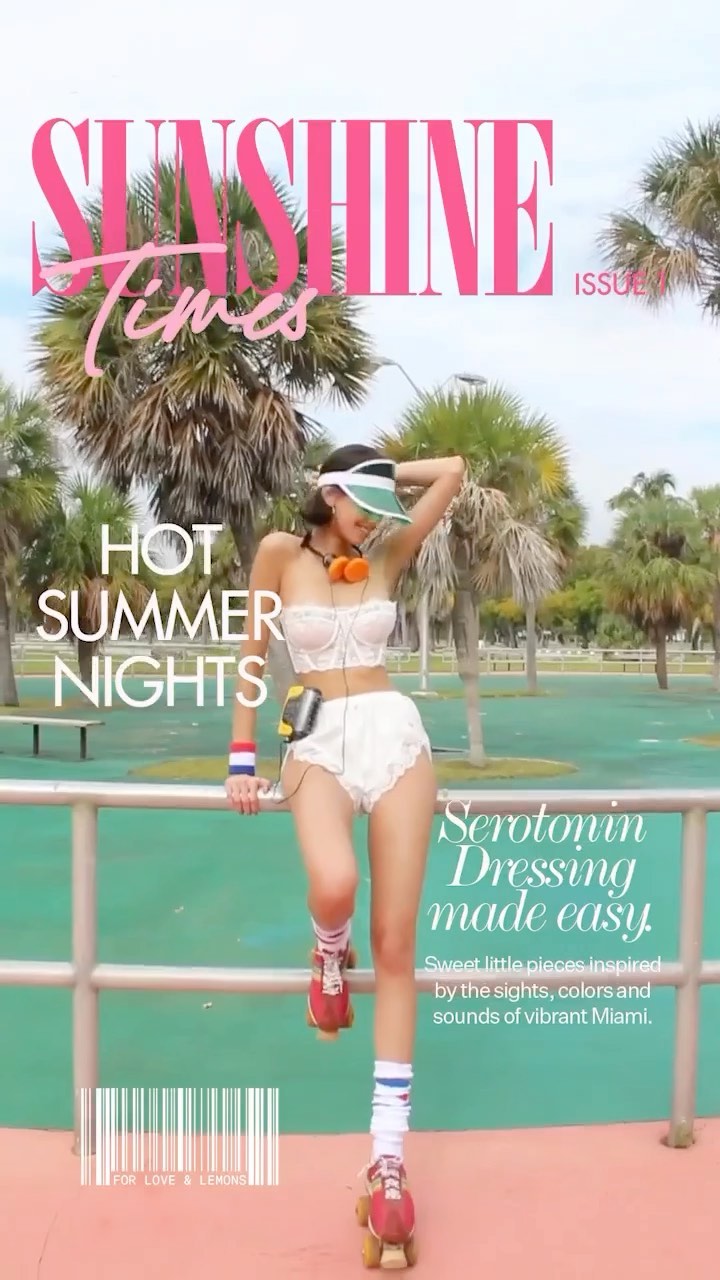 SUNSHINE
Times
ISSUE 1
HOT
SUMMER
NIGHTS
Serotonin
Dressing
made easy.
Sweet little pieces inspired
by the sights, colors and
sounds of vibrant Miami.
FOR LOVE & LEMONS